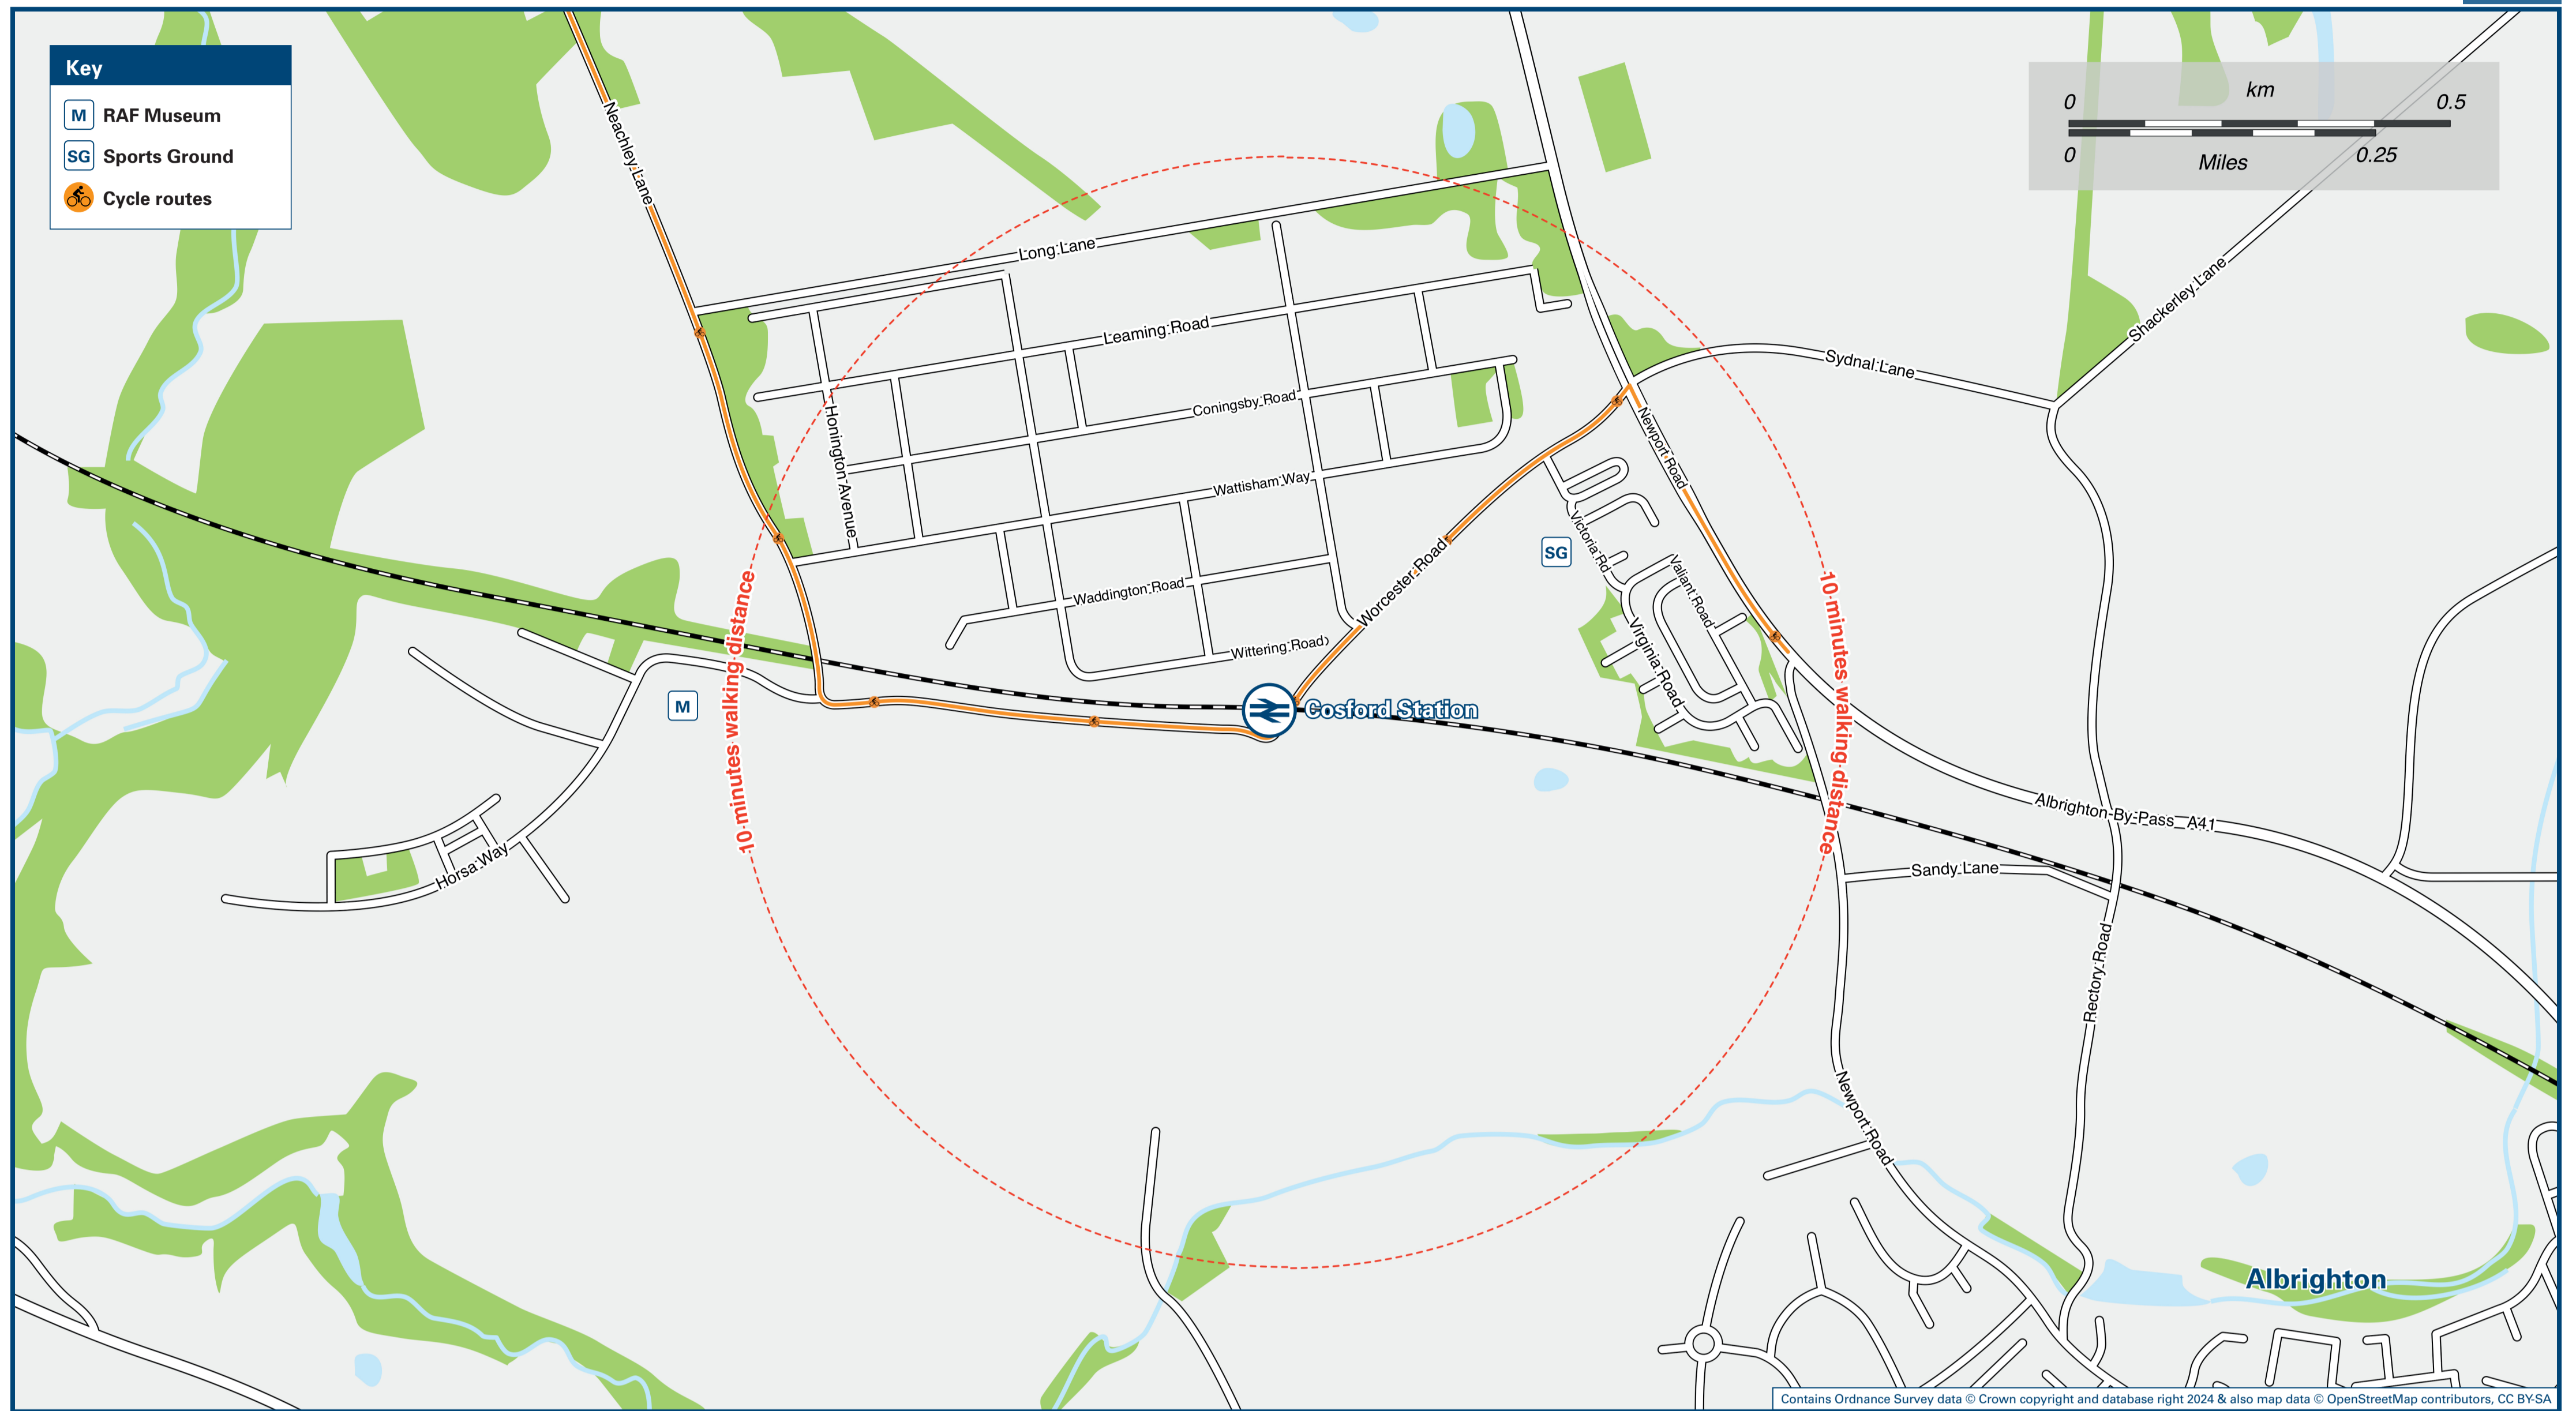 Key
M RAF Museum
SG Sports Ground
Cycle routes
km
0 0.5
0 0.25
Miles
Neachley Lane
Long Lane
Leaming Road
Coningsby Road
Honington Avenue
Wattisham Way
Waddington Road
Wittering Road
Worcester Road
Sydnal Lane
Shackerley Lane
Newport Road
Victoria Rd
Valiant Road
Virginia Road
SG
M
Cosford Station
10 minutes walking distance
10 minutes walking distance
Albrighton By-Pass A41
Sandy Lane
Horsa Way
Rectory Road
Newport Road
Albrighton
Contains Ordnance Survey data © Crown copyright and database right 2024 & also map data © OpenStreetMap contributors, CC BY-SA